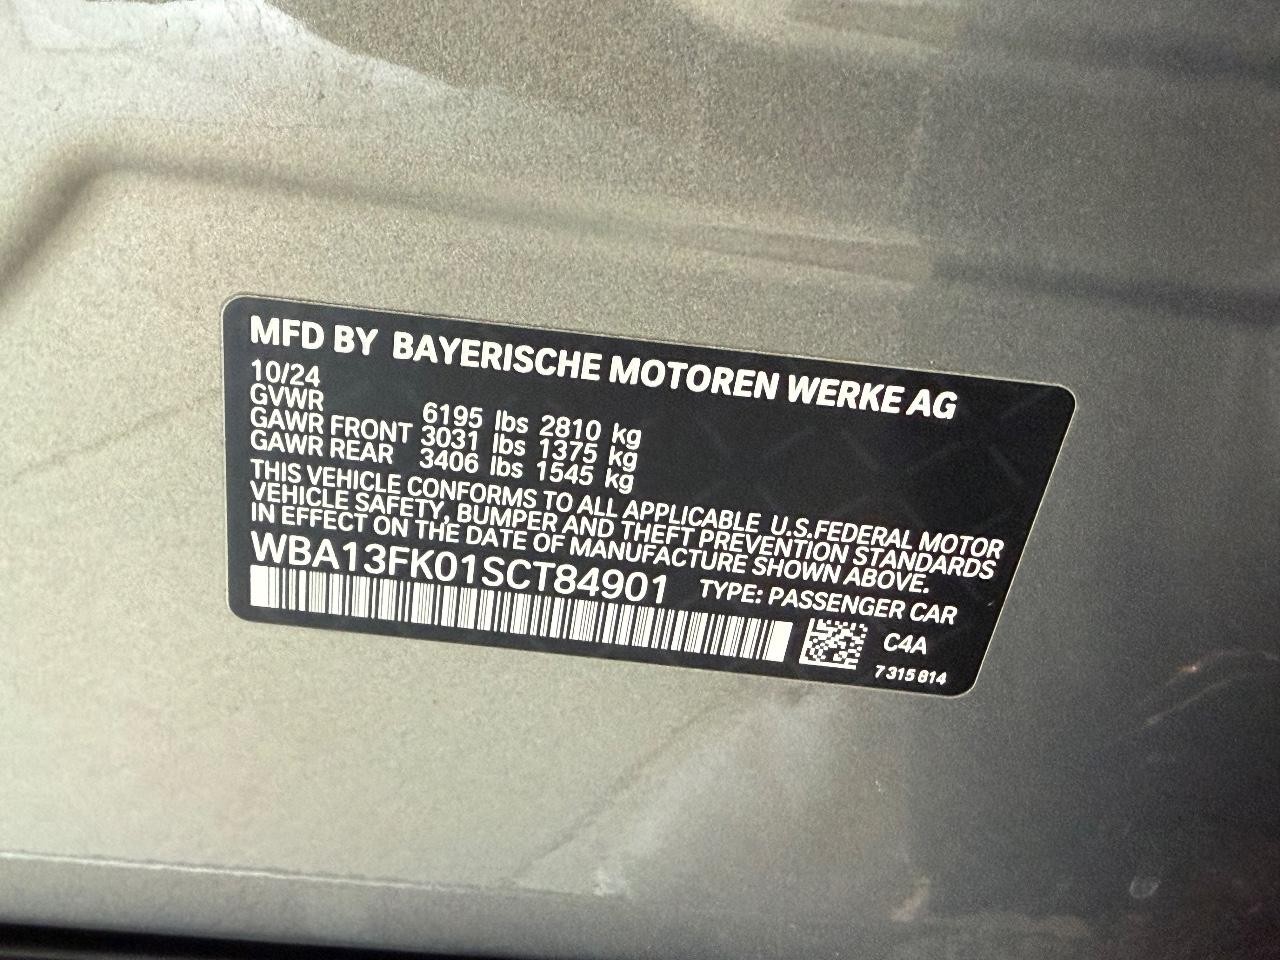 MFD BY BAYERISCHE MOTOREN WERKE AG
10/24
GVWR 6195 lbs 2810 kg
GAWR FRONT 3031 lbs 1375 kg
GAWR REAR 3406 lbs 1545 kg
THIS VEHICLE CONFORMS TO ALL APPLICABLE U.S.FEDERAL MOTOR
VEHICLE SAFETY, BUMPER AND THEFT PREVENTION STANDARDS
IN EFFECT ON THE DATE OF MANUFACTURE SHOWN ABOVE.
WBA13FK01SCT84901 TYPE: PASSENGER CAR
C4A
7 315 814